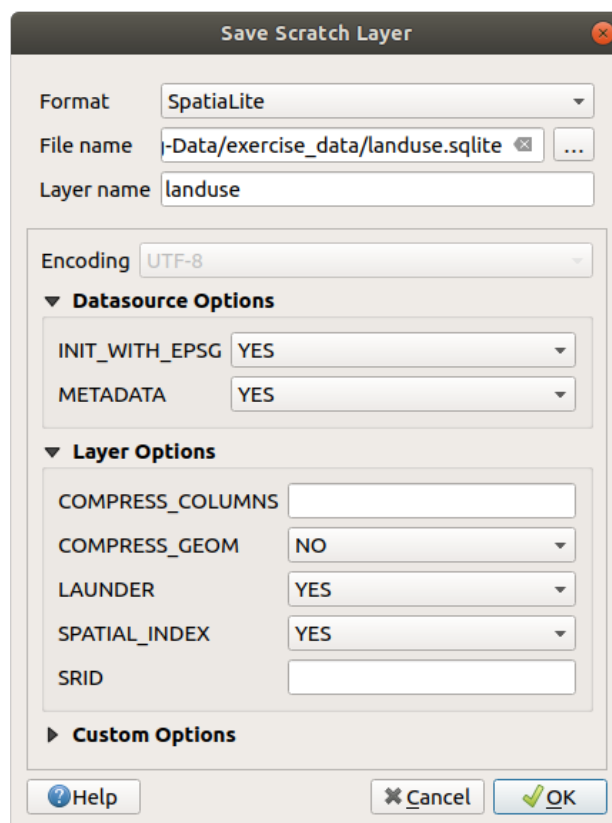 Save Scratch Layer
Format SpatiaLite
File name -Data/exercise_data/landuse.sqlite ...
Layer name landuse
Encoding UTF-8
Datasource Options
INIT_WITH_EPSG YES
METADATA YES
Layer Options
COMPRESS_COLUMNS
COMPRESS_GEOM NO
LAUNDER YES
SPATIAL_INDEX YES
SRID
Custom Options
Help Cancel OK